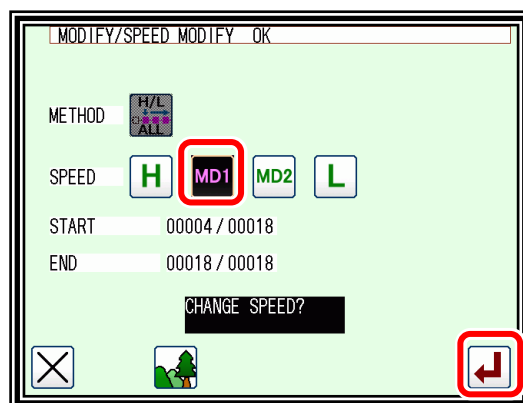 MODIFY/SPEED MODIFY OK
METHOD H/L ALL
SPEED H MD1 MD2 L
START 00004/00018
END 00018/00018
CHANGE SPEED?